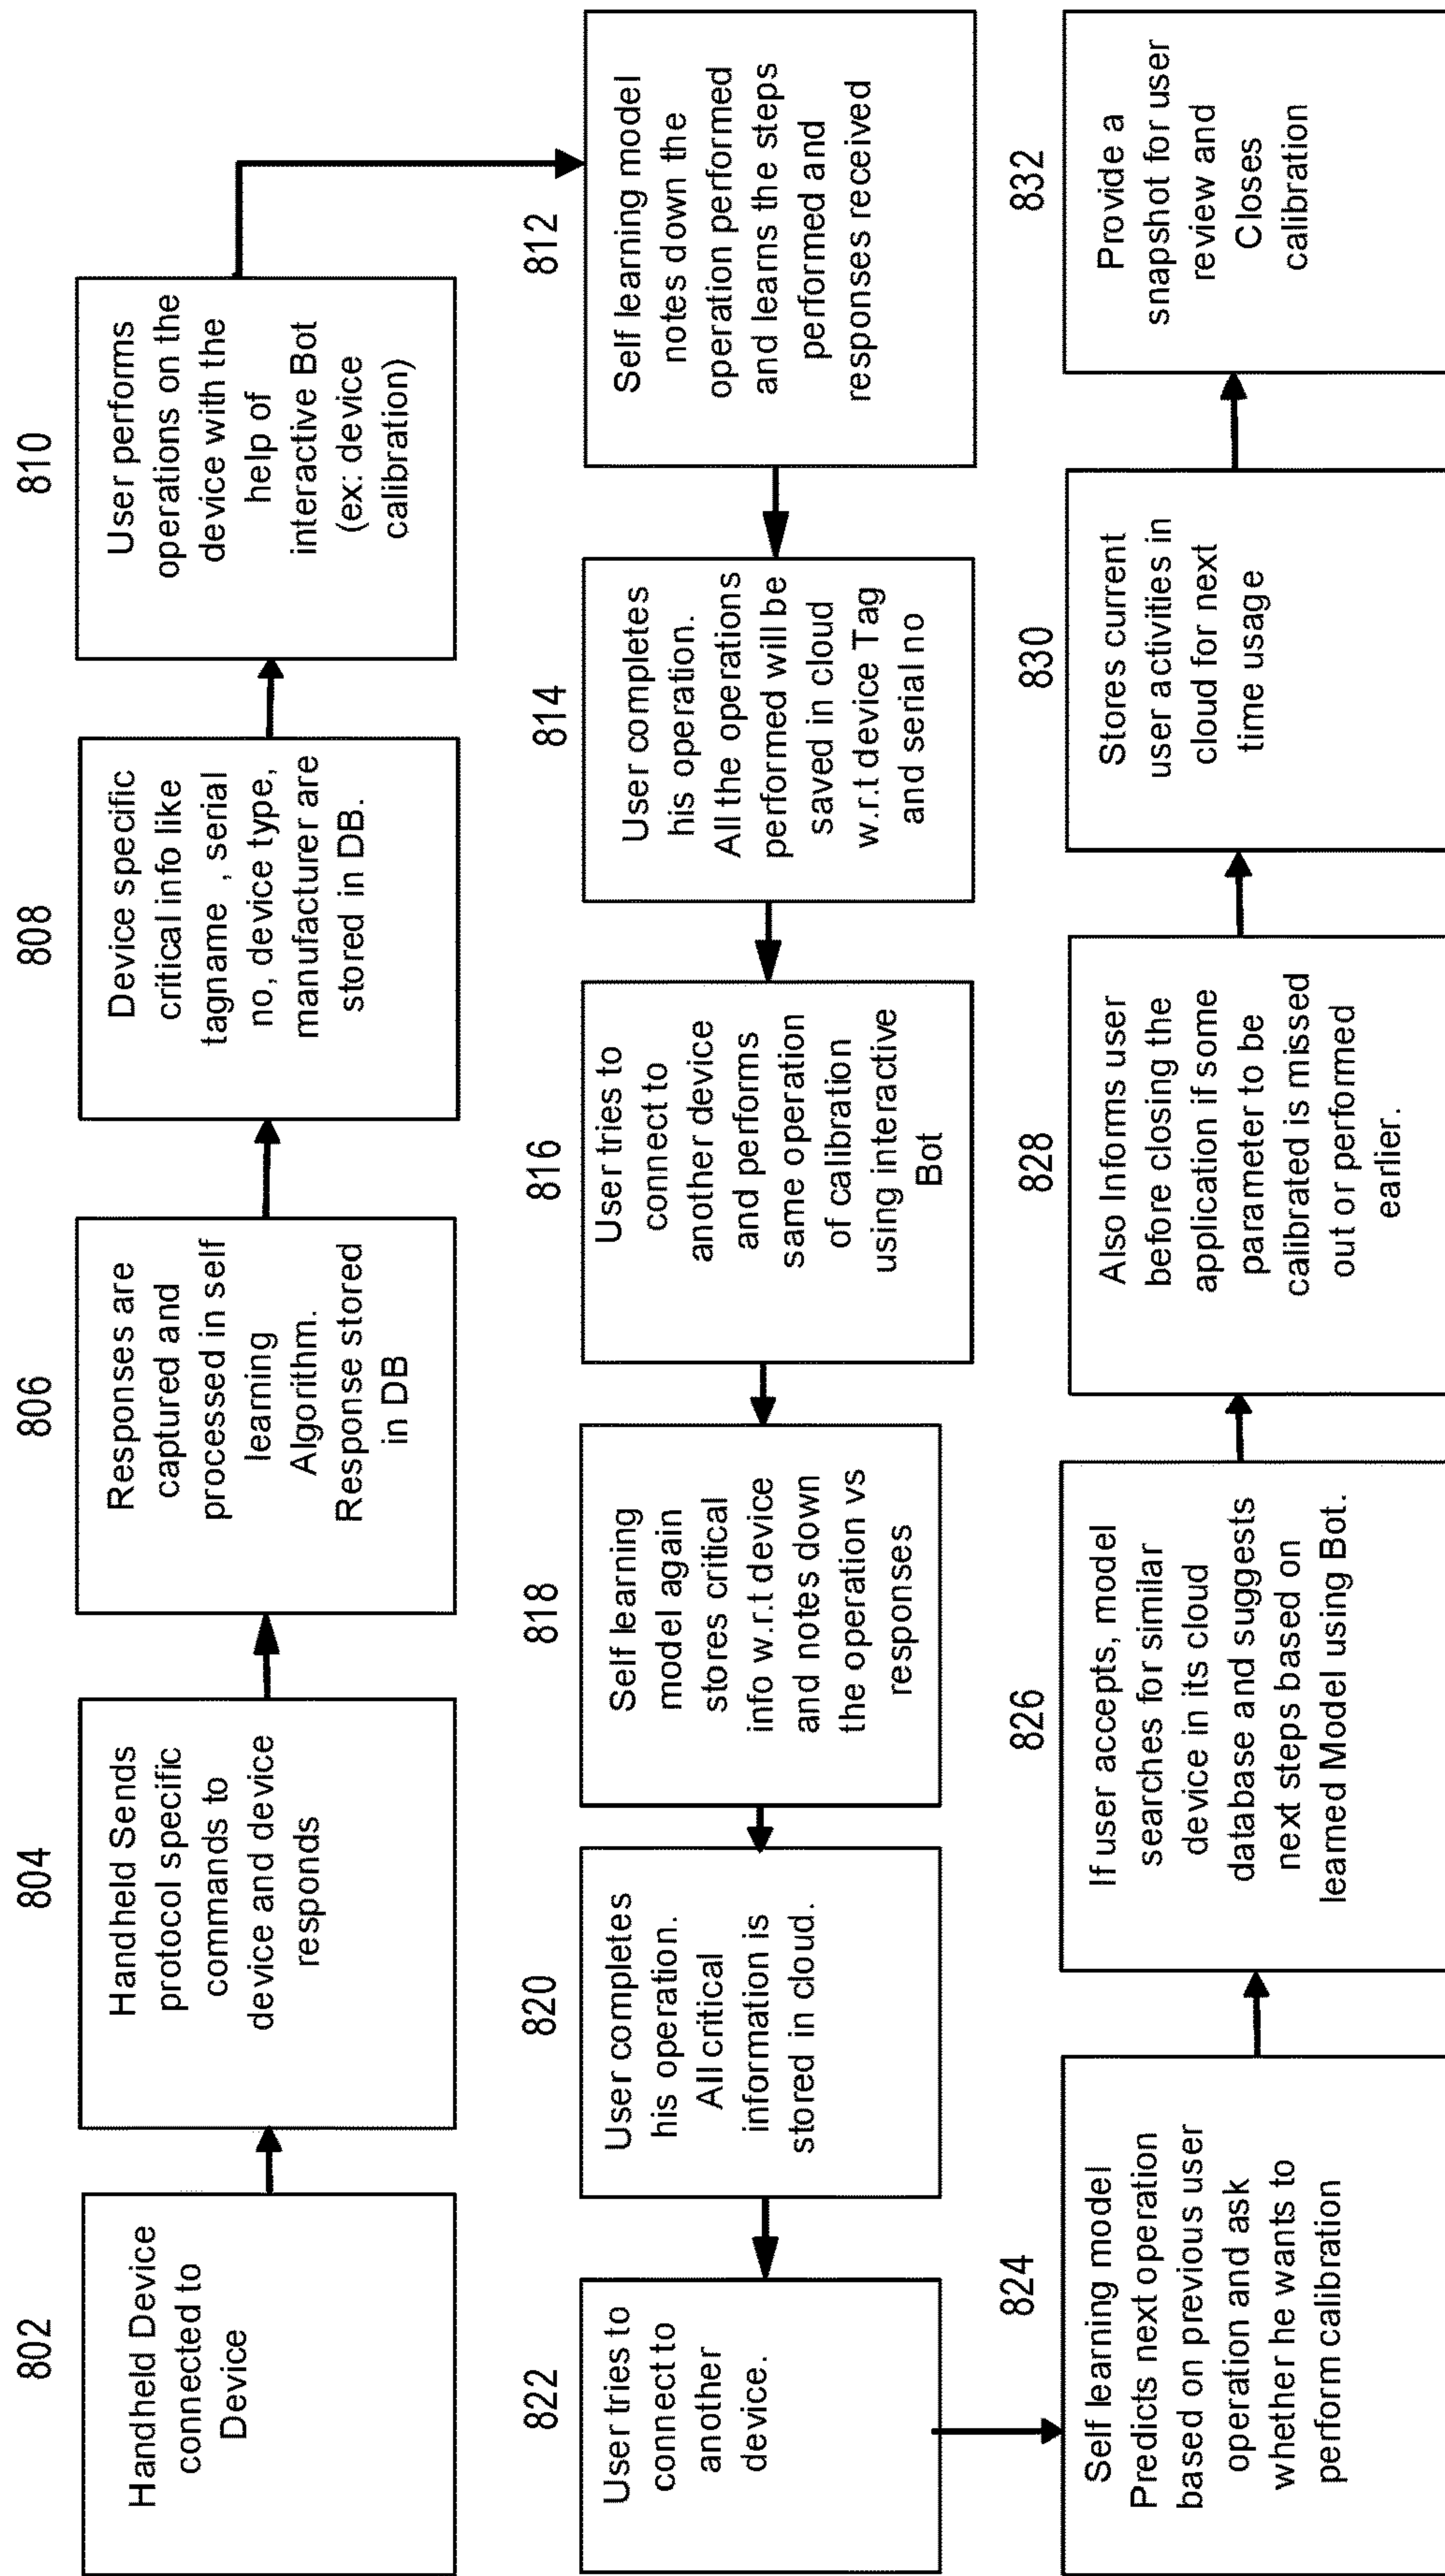 802
Handheld Device
connected to
Device
804
Handheld Sends
protocol specific
commands to
device and device
responds
806
Responses are
captured and
processed in self
learning
Algorithm.
Response stored
in DB
808
Device specific
critical info like
tagname , serial
no, device type,
manufacturer are
stored in DB.
810
User performs
operations on the
device with the
help of
interactive Bot
(ex: device
calibration)
812
Self learning model
notes down the
operation performed
and learns the steps
performed and
responses received
814
User completes
his operation.
All the operations
performed will be
saved in cloud
w.r.t device Tag
and serial no
816
User tries to
connect to
another device
and performs
same operation
of calibration
using interactive
Bot
818
Self learning
model again
stores critical
info w.r.t device
and notes down
the operation vs
responses
820
User completes
his operation.
All critical
information is
stored in cloud.
822
User tries to
connect to
another
device.
824
Self learning model
Predicts next operation
based on previous user
operation and ask
whether he wants to
perform calibration
826
If user accepts, model
searches for similar
device in its cloud
database and suggests
next steps based on
learned Model using Bot.
828
Also Informs user
before closing the
application if some
parameter to be
calibrated is missed
out or performed
earlier.
830
Stores current
user activities in
cloud for next
time usage
832
Provide a
snapshot for user
review and
Closes
calibration